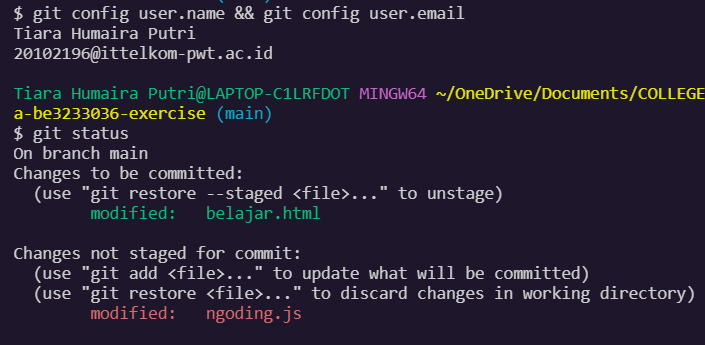 $ git config user.name && git config user.email
Tiara Humaira Putri
20102196@ittelkom-pwt.ac.id
Tiara Humaira Putri@LAPTOP-C1LRFDOT MINGW64 ~/OneDrive/Documents/COLLEGE
a-be3233036-exercise (main)
$ git status
On branch main
Changes to be committed:
  (use "git restore --staged <file>..." to unstage)
        modified:   belajar.html
Changes not staged for commit:
  (use "git add <file>..." to update what will be committed)
  (use "git restore <file>..." to discard changes in working directory)
        modified:   ngoding.js